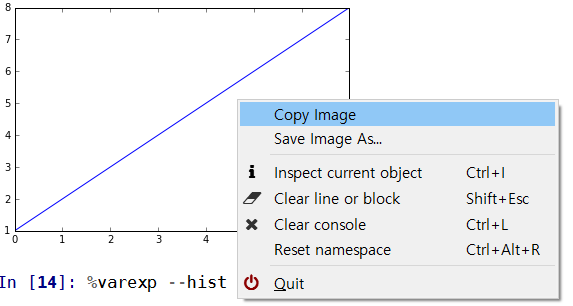 8
7
6
5
4
3
2
1
0 1 2 3 4
Copy Image
Save Image As...
Inspect current object Ctrl+I
Clear line or block Shift+Esc
Clear console Ctrl+L
Reset namespace Ctrl+Alt+R
Quit
In [14]: %varexp --hist